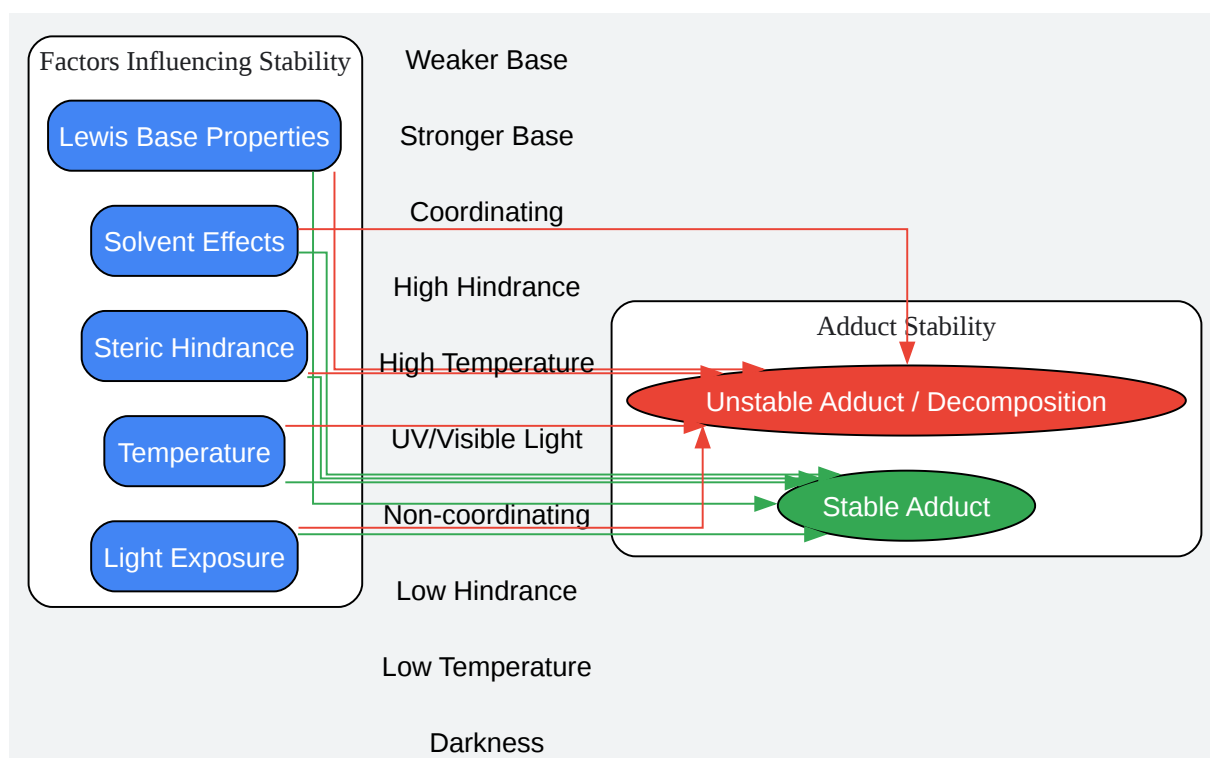 Factors Influencing Stability
Lewis Base Properties
Solvent Effects
Steric Hindrance
Temperature
Light Exposure
Weaker Base
Stronger Base
Coordinating
High Hindrance
High Temperature
UV/Visible Light
Non-coordinating
Low Hindrance
Low Temperature
Darkness
Adduct Stability
Unstable Adduct / Decomposition
Stable Adduct